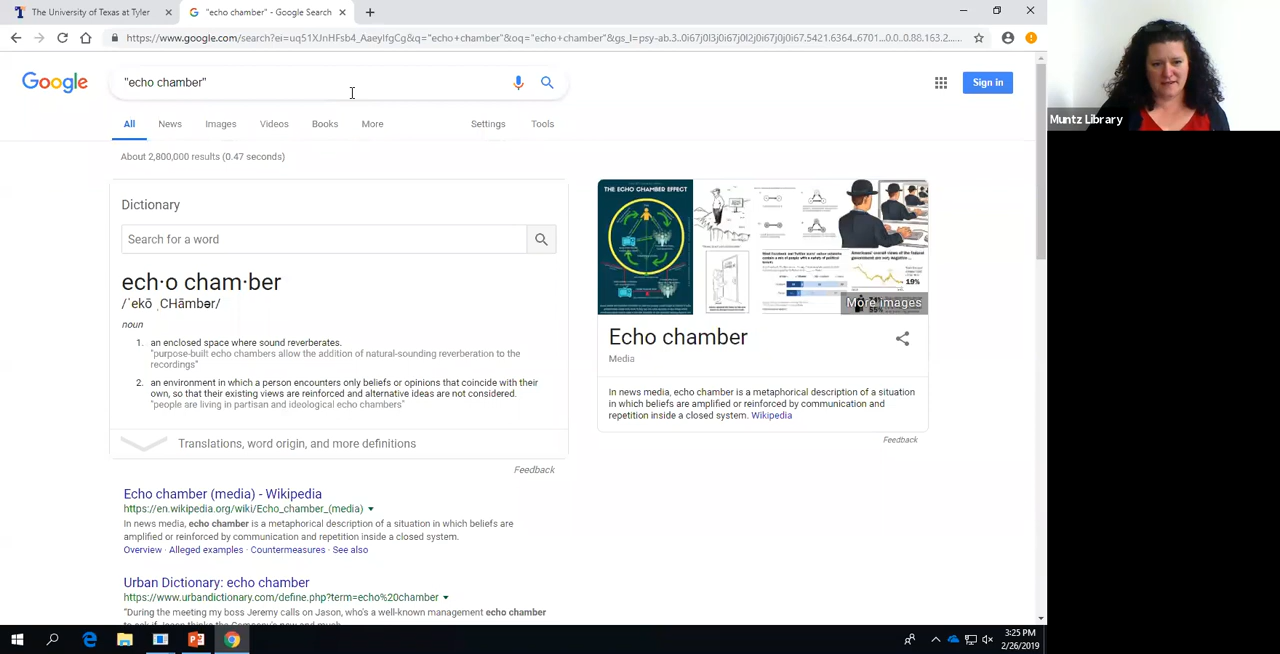 The University of Texas at Tyler
"echo chamber" - Google Search
https://www.google.com/search?ei=uq51XJnHFsb4_AaeylfgCg&q="echo+chamber"&oq="echo+chamber"&gs_l=psy-ab.3..0i67j0l3j0i67j0l2j0i67j0i67.5421.6364..6701...0.0..0.88.163.2...
Google
"echo chamber"
Sign in
All News Images Videos Books More Settings Tools
About 2,800,000 results (0.47 seconds)
Dictionary
Search for a word
ech·o cham·ber
/ˈekō ˌCHāmbər/
noun
1. an enclosed space where sound reverberates.
"purpose-built echo chambers allow the addition of natural-sounding reverberation to the
recordings"
2. an environment in which a person encounters only beliefs or opinions that coincide with their
own, so that their existing views are reinforced and alternative ideas are not considered.
"people are living in partisan and ideological echo chambers"
Translations, word origin, and more definitions
Feedback
Echo chamber (media) - Wikipedia
https://en.wikipedia.org/wiki/Echo_chamber_(media)
In news media, echo chamber is a metaphorical description of a situation in which beliefs are
amplified or reinforced by communication and repetition inside a closed system.
Overview · Alleged examples · Countermeasures · See also
Urban Dictionary: echo chamber
https://www.urbandictionary.com/define.php?term=echo%20chamber
"During the meeting my boss Jeremy calls on Jason, who's a well-known management echo chamber
THE ECHO CHAMBER EFFECT
19%
More images
Echo chamber
Media
In news media, echo chamber is a metaphorical description of a situation
in which beliefs are amplified or reinforced by communication and
repetition inside a closed system. Wikipedia
Feedback
Muntz Library
3:25 PM
2/26/2019